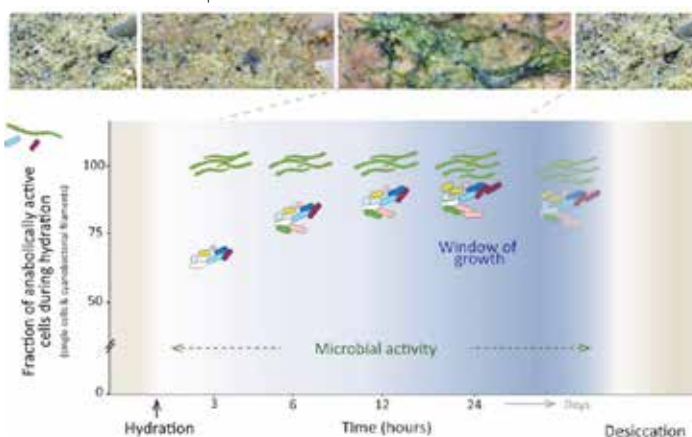 Fraction of anabolically active
cells during hydration
(single cells & cyanobacterial filaments)
100
75
50
0
Window of
growth
Microbial activity
3
6
12
24
Days
Hydration
Time (hours)
Desiccation